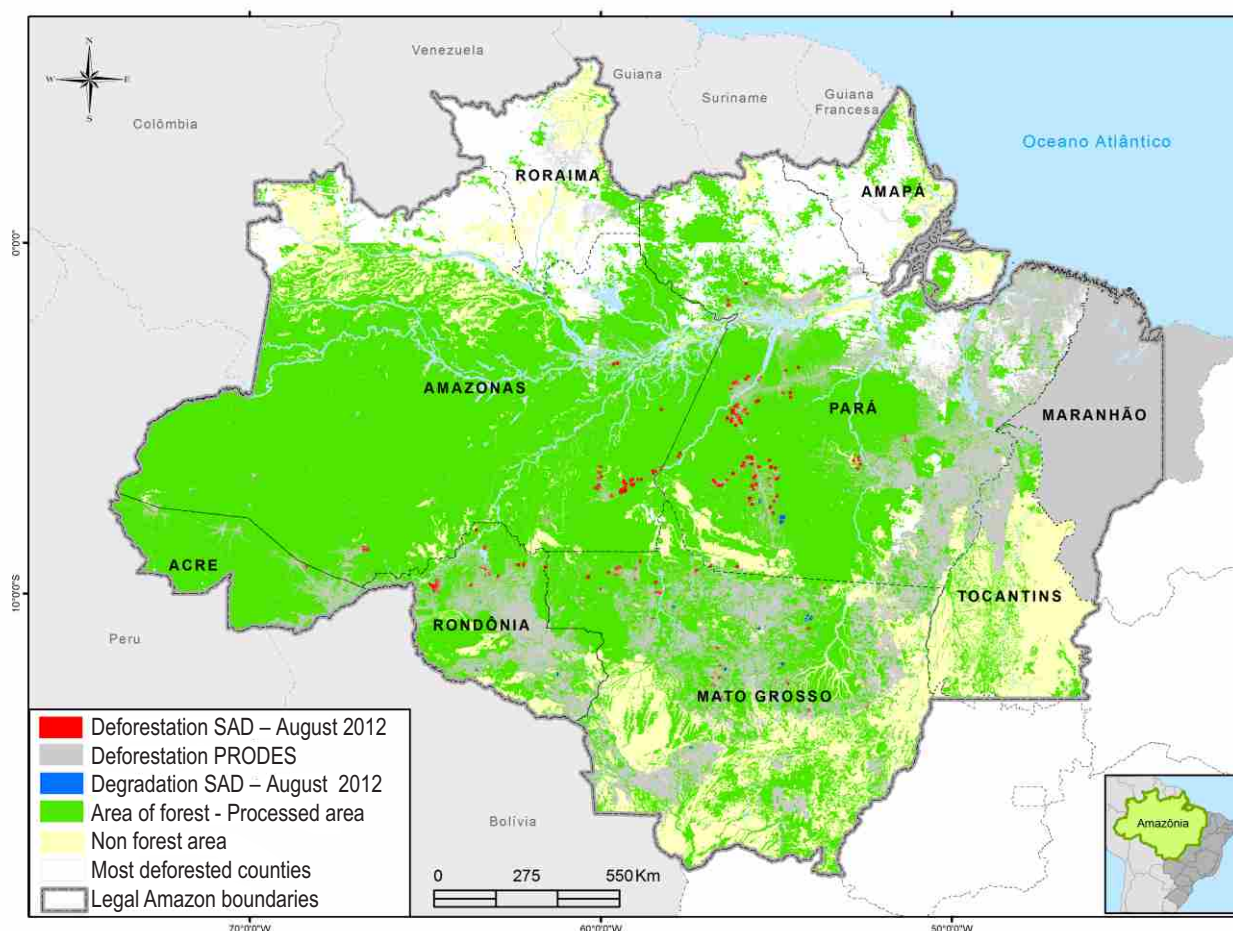 N
W E
S
Venezuela
Guiana
Suriname
Guiana
Francesa
Colômbia
Oceano Atlântico
RORAIMA
AMAPÁ
0°0'0"
AMAZONAS
PARÁ
MARANHÃO
ACRE
TOCANTINS
10°0'0"S
RONDÔNIA
Peru
MATO GROSSO
Bolívia
Deforestation SAD – August 2012
Deforestation PRODES
Degradation SAD – August 2012
Area of forest - Processed area
Non forest area
Most deforested counties
Legal Amazon boundaries
0 275 550 Km
Amazônia
70°0'0"W 60°0'0"W 50°0'0"W